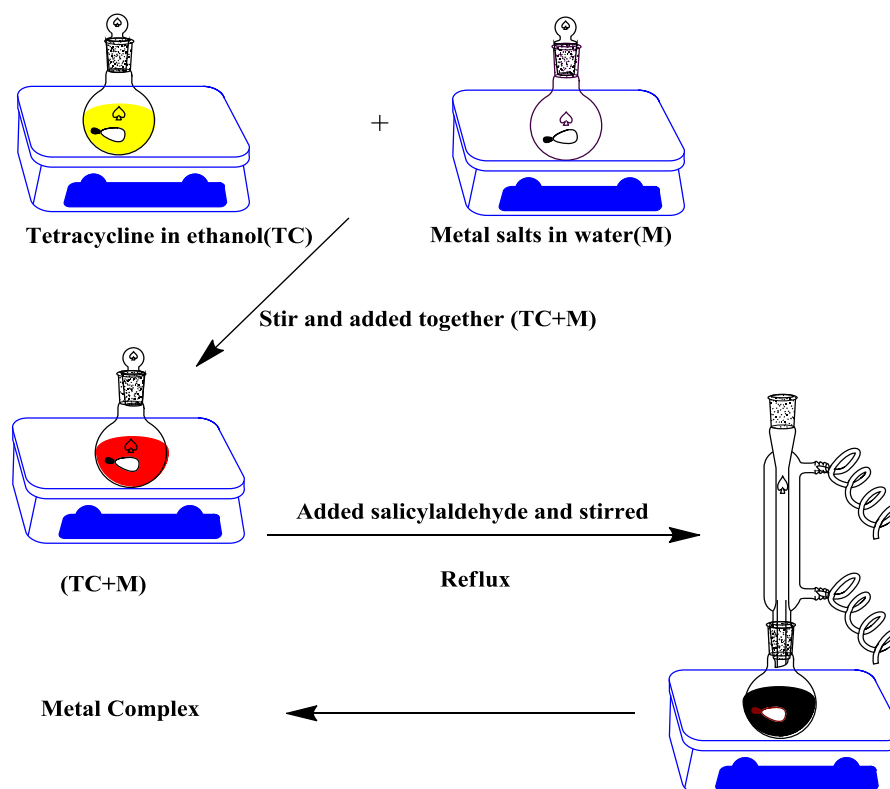 +
Tetracycline in ethanol(TC)
Metal salts in water(M)
Stir and added together (TC+M)
Added salicylaldehyde and stirred
(TC+M)
Reflux
Metal Complex